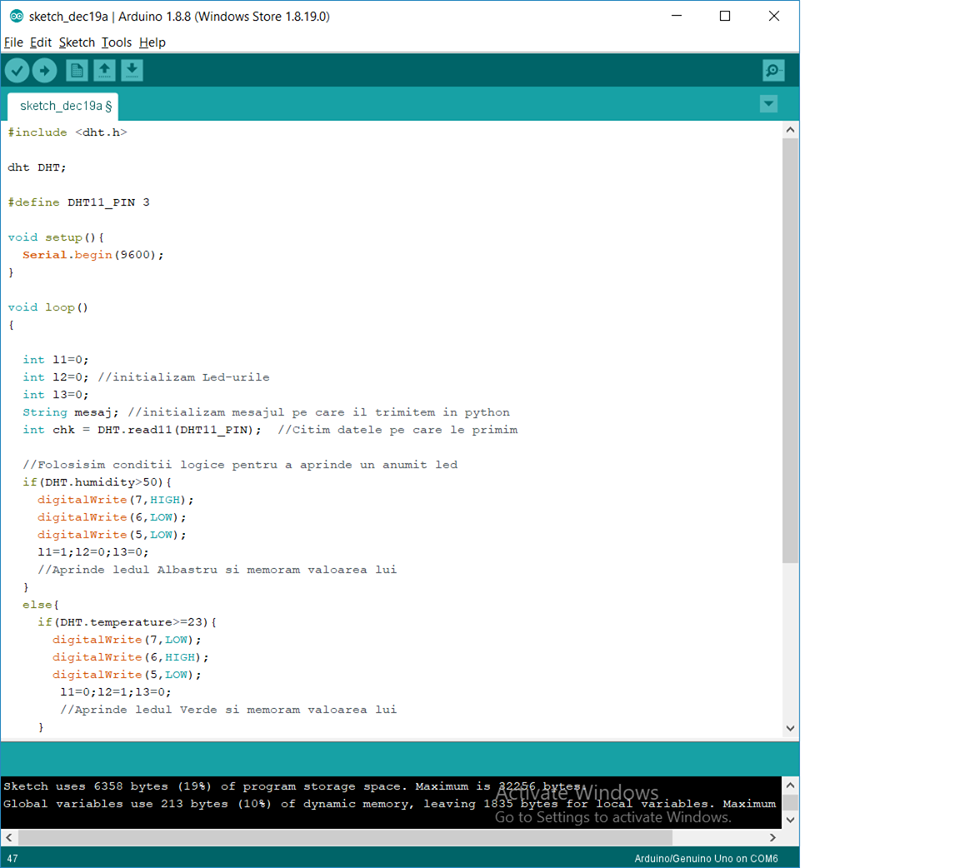 sketch_dec19a | Arduino 1.8.8 (Windows Store 1.8.19.0)
File Edit Sketch Tools Help
sketch_dec19a §
#include <dht.h>
dht DHT;
#define DHT11_PIN 3
void setup(){
Serial.begin(9600);
}
void loop()
{
int l1=0;
int l2=0; //initializam Led-urile
int l3=0;
String mesaj; //initializam mesajul pe care il trimitem in python
int chk = DHT.read11(DHT11_PIN); //Citim datele pe care le primim
//Folosisim conditii logice pentru a aprinde un anumit led
if(DHT.humidity>50){
digitalWrite(7,HIGH);
digitalWrite(6,LOW);
digitalWrite(5,LOW);
l1=1;l2=0;l3=0;
//Aprinde ledul Albastru si memoram valoarea lui
}
else{
if(DHT.temperature>=23){
digitalWrite(7,LOW);
digitalWrite(6,HIGH);
digitalWrite(5,LOW);
l1=0;l2=1;l3=0;
//Aprinde ledul Verde si memoram valoarea lui
}
Sketch uses 6358 bytes (19%) of program storage space. Maximum is 32256 bytes.
Global variables use 213 bytes (10%) of dynamic memory, leaving 1835 bytes for local variables. Maximum
Activate Windows
Go to Settings to activate Windows.
47
Arduino/Genuino Uno on COM6